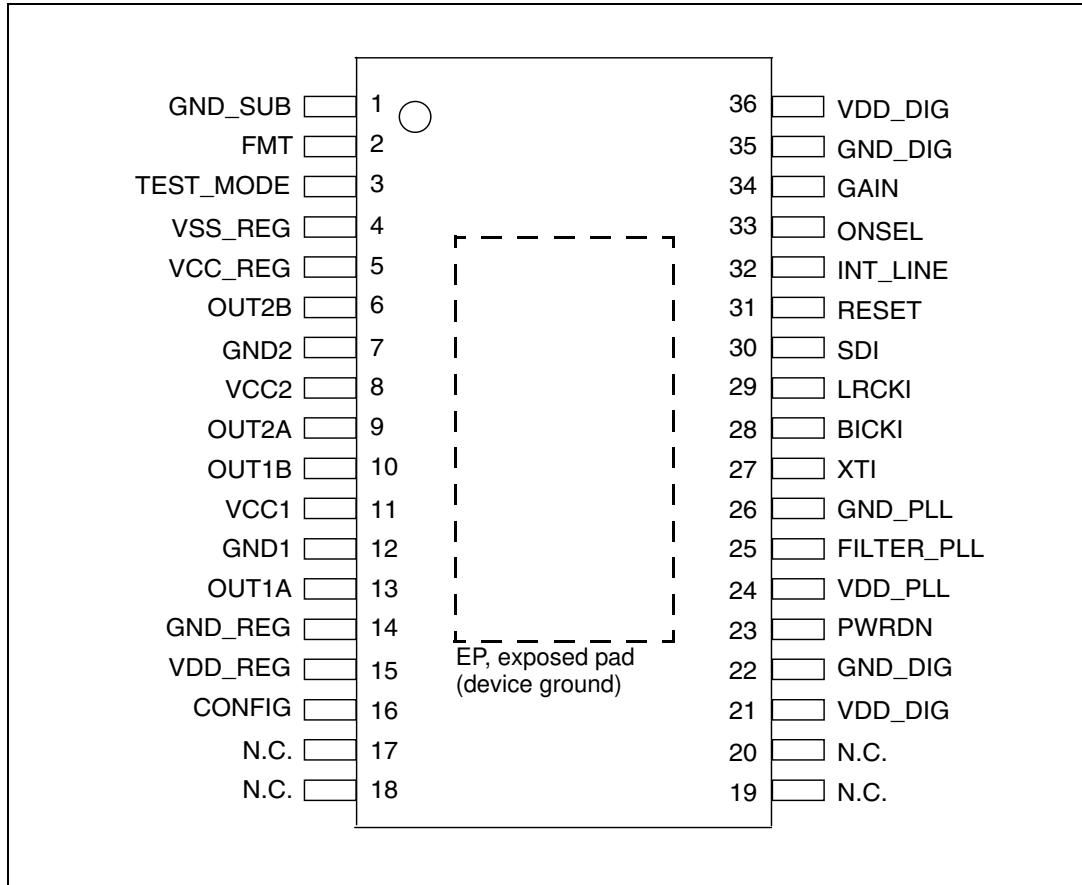 GND_SUB 1 36 VDD_DIG
FMT 2 35 GND_DIG
TEST_MODE 3 34 GAIN
VSS_REG 4 33 ONSEL
VCC_REG 5 32 INT_LINE
OUT2B 6 31 RESET
GND2 7 30 SDI
VCC2 8 29 LRCKI
OUT2A 9 28 BICKI
OUT1B 10 27 XTI
VCC1 11 26 GND_PLL
GND1 12 25 FILTER_PLL
OUT1A 13 24 VDD_PLL
GND_REG 14 23 PWRDN
EP, exposed pad
(device ground)
VDD_REG 15 22 GND_DIG
CONFIG 16 21 VDD_DIG
N.C. 17 20 N.C.
N.C. 18 19 N.C.